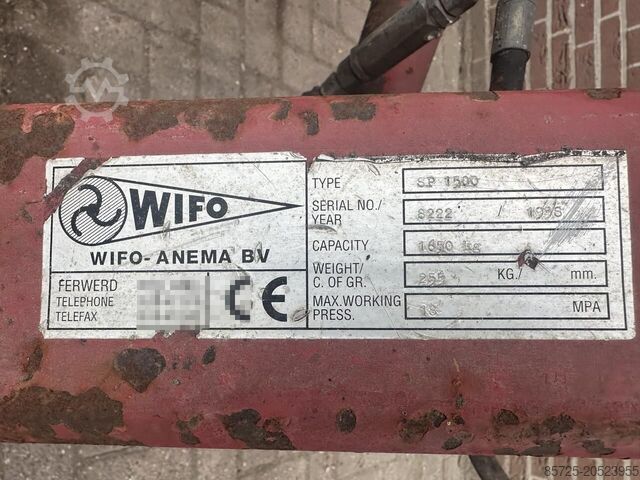 WIFO
WIFO-ANEMA BV
FERWERD
TELEPHONE
TELEFAX
CE
TYPE SP 1500
SERIAL NO./ YEAR 8222 / 1996
CAPACITY 1650 kg
WEIGHT/ C. OF GR. 255 KG./ mm.
MAX.WORKING PRESS. MPA
85725-20523955